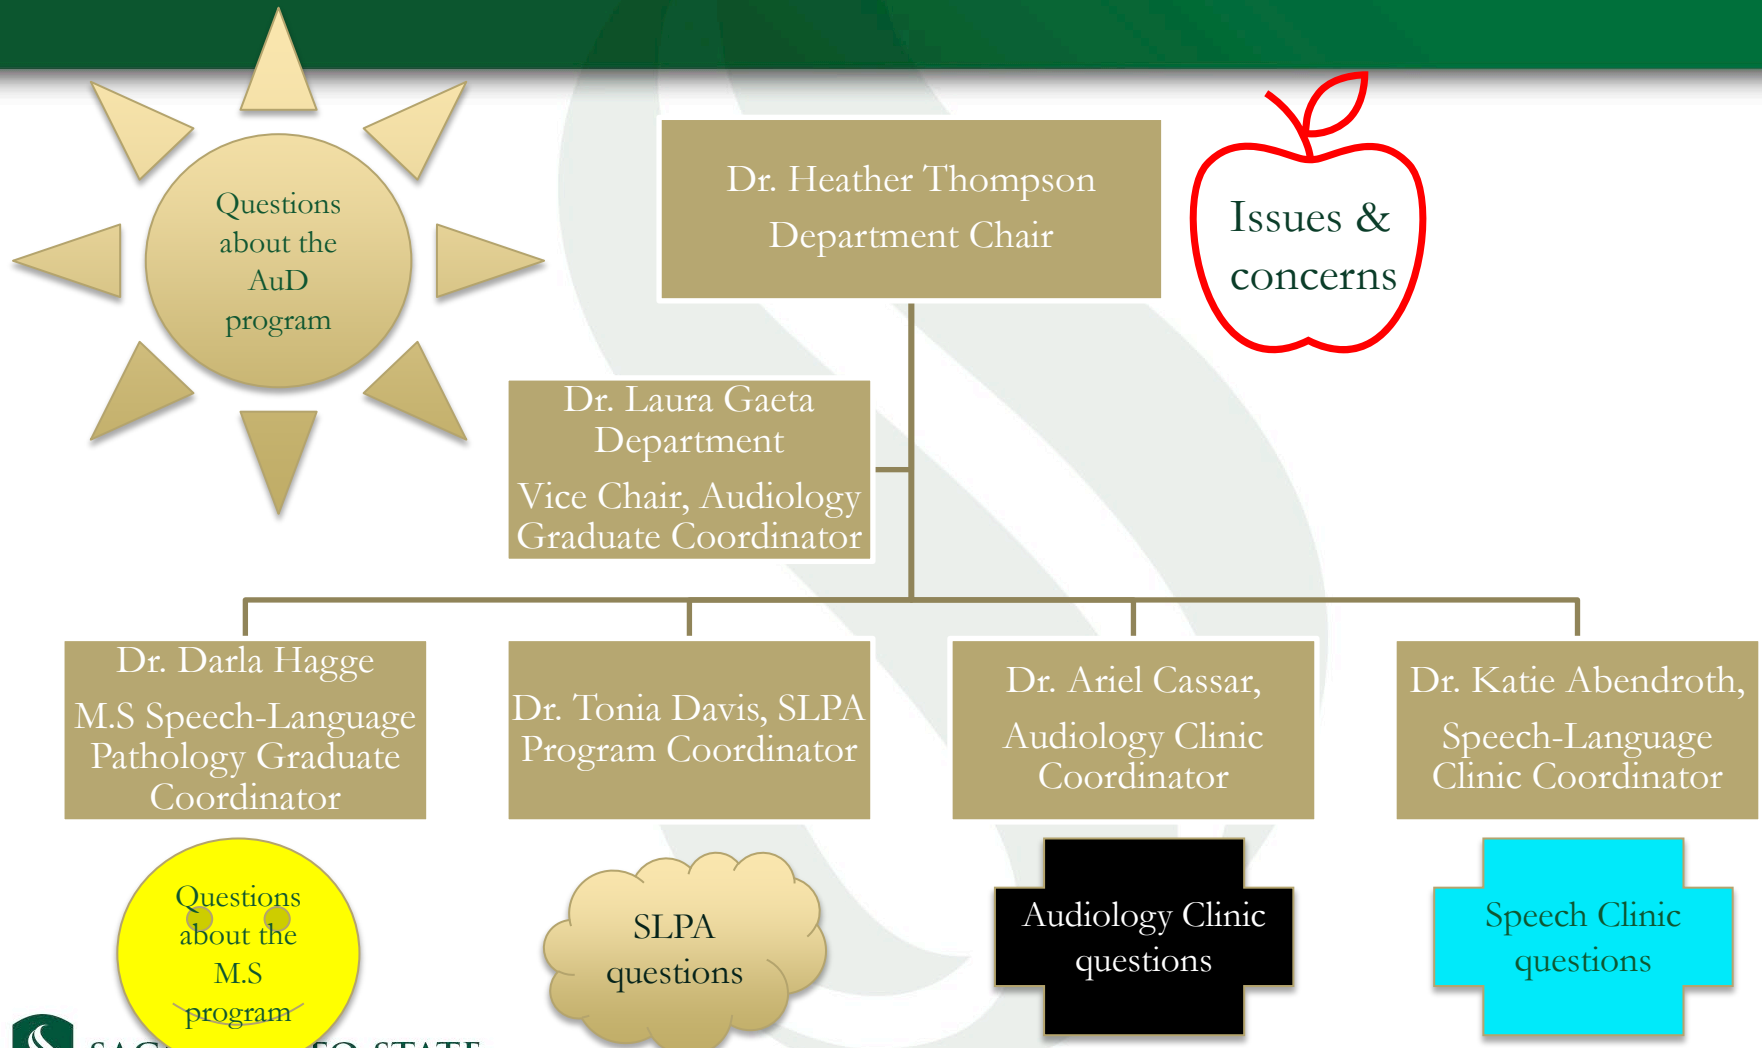 Questions
about the
AuD
program
Dr. Heather Thompson
Department Chair
Issues &
concerns
Dr. Laura Gaeta
Department
Vice Chair, Audiology
Graduate Coordinator
Dr. Darla Hagge
M.S Speech-Language
Pathology Graduate
Coordinator
Dr. Tonia Davis, SLPA
Program Coordinator
Dr. Ariel Cassar,
Audiology Clinic
Coordinator
Dr. Katie Abendroth,
Speech-Language
Clinic Coordinator
Questions
about the
M.S
program
SLPA
questions
Audiology Clinic
questions
Speech Clinic
questions
STATE